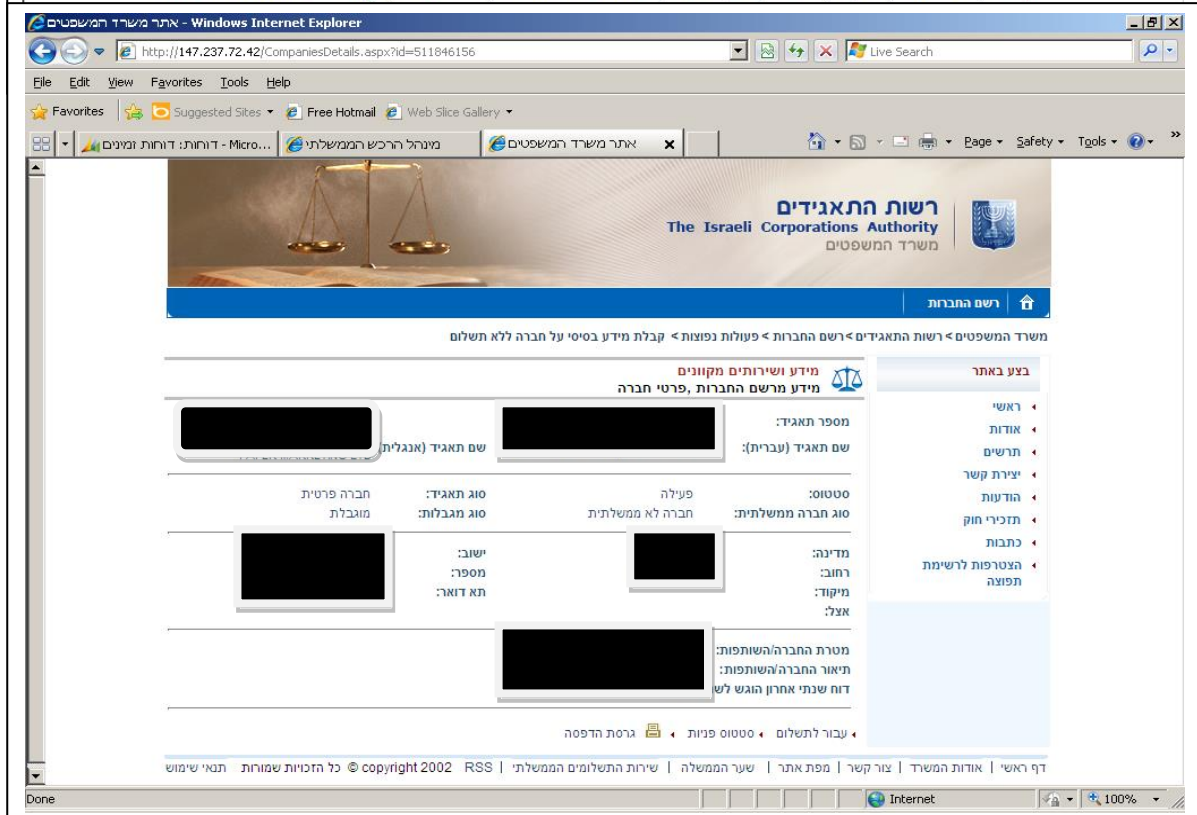 אתר משרד המשפטים - Windows Internet Explorer
http://147.237.72.42/CompaniesDetails.aspx?id=511846156
Live Search
File Edit View Favorites Tools Help
Favorites Suggested Sites Free Hotmail Web Slice Gallery
דוחות: דוחות זמינים - Micro...
מינהל הרכש הממשלתי
אתר משרד המשפטים
Page Safety Tools
רשות התאגידים
The Israeli Corporations Authority
משרד המשפטים
רשם החברות
משרד המשפטים > רשות התאגידים > רשם החברות > פעולות נפוצות > קבלת מידע בסיסי על חברה ללא תשלום
בצע באתר
ראשי
אודות
תרשים
יצירת קשר
הודעות
תזכירי חוק
כתבות
הצטרפות לרשימת
תפוצה
מידע ושירותים מקוונים
מידע מרשם החברות ,פרטי חברה
מספר תאגיד:
שם תאגיד (עברית): שם תאגיד (אנגלית)
סטטוס: פעילה סוג תאגיד: חברה פרטית
סוג חברה ממשלתית: חברה לא ממשלתית סוג מגבלות: מוגבלת
מדינה: ישוב:
רחוב: מספר:
מיקוד: תא דואר:
אצל:
מטרת החברה/השותפות:
תיאור החברה/השותפות:
דוח שנתי אחרון הוגש לש
עבור לתשלום סטטוס פניות גרסת הדפסה
דף ראשי | אודות המשרד | צור קשר | מפת אתר | שער הממשלה | שירות התשלומים הממשלתי | RSS copyright 2002 © כל הזכויות שמורות תנאי שימוש
Done Internet 100%